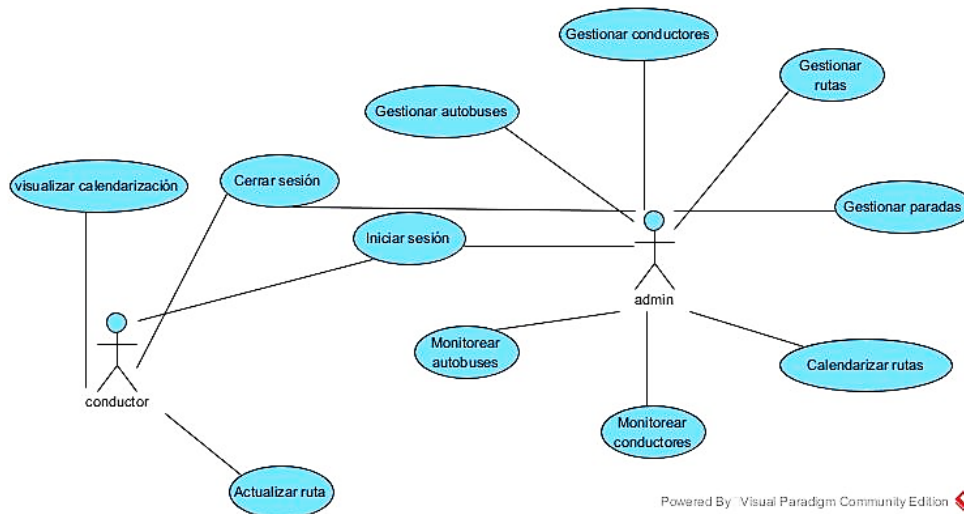 Gestionar conductores
Gestionar
rutas
Gestionar autobuses
visualizar calendarización
Cerrar sesión
Gestionar paradas
Iniciar sesión
admin
Monitorear
autobuses
Calendarizar rutas
conductor
Monitorear
conductores
Actualizar ruta
Powered By Visual Paradigm Community Edition